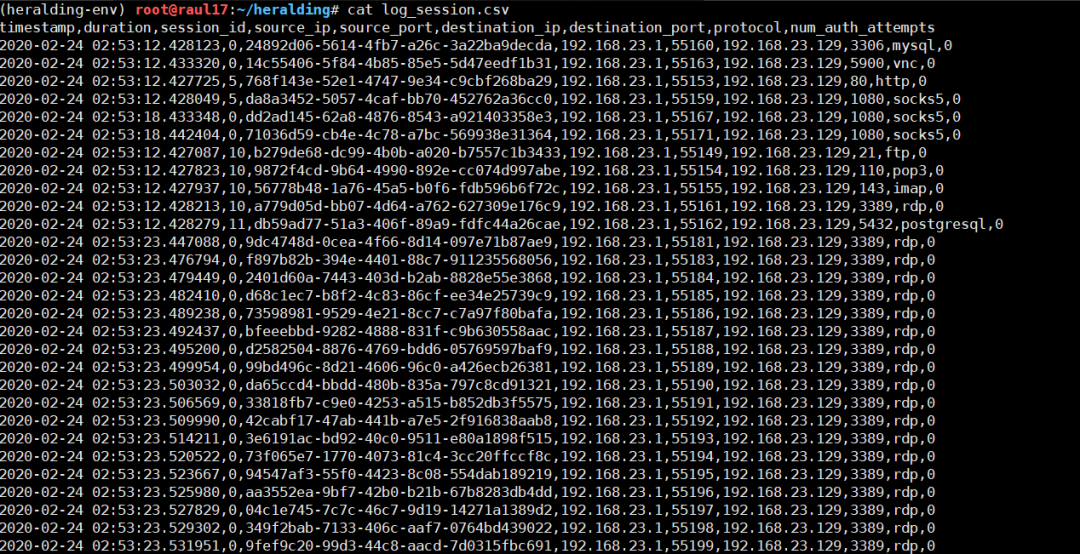 (heralding-env) root@raul17:~/heralding# cat log_session.csv
timestamp,duration,session_id,source_ip,source_port,destination_ip,destination_port,protocol,num_auth_attempts
2020-02-24 02:53:12.428123,0,24892d06-5614-4fb7-a26c-3a22ba9decda,192.168.23.1,55160,192.168.23.129,3306,mysql,0
2020-02-24 02:53:12.433320,0,14c55406-5f84-4b85-85e5-5d47eedf1b31,192.168.23.1,55163,192.168.23.129,5900,vnc,0
2020-02-24 02:53:12.427725,5,768f143e-52e1-4747-9e34-c9cbf268ba29,192.168.23.1,55153,192.168.23.129,80,http,0
2020-02-24 02:53:12.428049,5,da8a3452-5057-4caf-bb70-452762a36cc0,192.168.23.1,55159,192.168.23.129,1080,socks5,0
2020-02-24 02:53:18.433348,0,dd2ad145-62a8-4876-8543-a921403358e3,192.168.23.1,55167,192.168.23.129,1080,socks5,0
2020-02-24 02:53:18.442404,0,71036d59-cb4e-4c78-a7bc-569938e31364,192.168.23.1,55171,192.168.23.129,1080,socks5,0
2020-02-24 02:53:12.427087,10,b279de68-dc99-4b0b-a020-b7557c1b3433,192.168.23.1,55149,192.168.23.129,21,ftp,0
2020-02-24 02:53:12.427823,10,9872f4cd-9b64-4990-892e-cc074d997abe,192.168.23.1,55154,192.168.23.129,110,pop3,0
2020-02-24 02:53:12.427937,10,56778b48-1a76-45a5-b0f6-fdb596b6f72c,192.168.23.1,55155,192.168.23.129,143,imap,0
2020-02-24 02:53:12.428213,10,a779d05d-bb07-4d64-a762-627309e176c9,192.168.23.1,55161,192.168.23.129,3389,rdp,0
2020-02-24 02:53:12.428279,11,db59ad77-51a3-406f-89a9-fdfc44a26cae,192.168.23.1,55162,192.168.23.129,5432,postgresql,0
2020-02-24 02:53:23.447088,0,9dc4748d-0cea-4f66-8d14-097e71b87ae9,192.168.23.1,55181,192.168.23.129,3389,rdp,0
2020-02-24 02:53:23.476794,0,f897b82b-394e-4401-88c7-911235568056,192.168.23.1,55183,192.168.23.129,3389,rdp,0
2020-02-24 02:53:23.479449,0,2401d60a-7443-403d-b2ab-8828e55e3868,192.168.23.1,55184,192.168.23.129,3389,rdp,0
2020-02-24 02:53:23.482410,0,d68c1ec7-b8f2-4c83-86cf-ee34e25739c9,192.168.23.1,55185,192.168.23.129,3389,rdp,0
2020-02-24 02:53:23.489238,0,73598981-9529-4e21-8cc7-c7a97f80bafa,192.168.23.1,55186,192.168.23.129,3389,rdp,0
2020-02-24 02:53:23.492437,0,bfeeebbd-9282-4888-831f-c9b630558aac,192.168.23.1,55187,192.168.23.129,3389,rdp,0
2020-02-24 02:53:23.495200,0,d2582504-8876-4769-bdd6-05769597baf9,192.168.23.1,55188,192.168.23.129,3389,rdp,0
2020-02-24 02:53:23.499954,0,99bd496c-8d21-4606-96c0-a426ecb26381,192.168.23.1,55189,192.168.23.129,3389,rdp,0
2020-02-24 02:53:23.503032,0,da65ccd4-bbdd-480b-835a-797c8cd91321,192.168.23.1,55190,192.168.23.129,3389,rdp,0
2020-02-24 02:53:23.506569,0,33818fb7-c9e0-4253-a515-b852db3f5575,192.168.23.1,55191,192.168.23.129,3389,rdp,0
2020-02-24 02:53:23.509990,0,42cabf17-47ab-441b-a7e5-2f916838aab8,192.168.23.1,55192,192.168.23.129,3389,rdp,0
2020-02-24 02:53:23.514211,0,3e6191ac-bd92-40c0-9511-e80a1898f515,192.168.23.1,55193,192.168.23.129,3389,rdp,0
2020-02-24 02:53:23.520522,0,73f065e7-1770-4073-81c4-3cc20ffccf8c,192.168.23.1,55194,192.168.23.129,3389,rdp,0
2020-02-24 02:53:23.523667,0,94547af3-55f0-4423-8c08-554dab189219,192.168.23.1,55195,192.168.23.129,3389,rdp,0
2020-02-24 02:53:23.525980,0,aa3552ea-9bf7-42b0-b21b-67b8283db4dd,192.168.23.1,55196,192.168.23.129,3389,rdp,0
2020-02-24 02:53:23.527829,0,04c1e745-7c7c-46c7-9d19-14271a1389d2,192.168.23.1,55197,192.168.23.129,3389,rdp,0
2020-02-24 02:53:23.529302,0,349f2bab-7133-406c-aaf7-0764bd439022,192.168.23.1,55198,192.168.23.129,3389,rdp,0
2020-02-24 02:53:23.531951,0,9fef9c20-99d3-44c8-aacd-7d0315fbc691,192.168.23.1,55199,192.168.23.129,3389,rdp,0